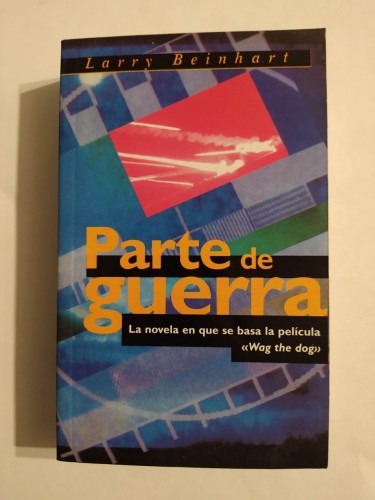 Larry Beinhart
Parte de
guerra
La novela en que se basa la película
«Wag the dog»